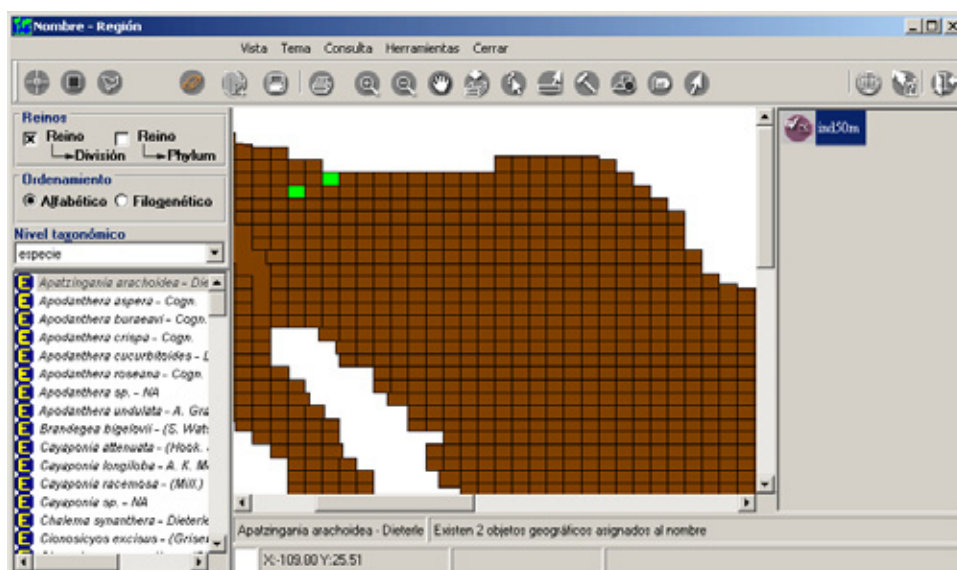 Nombre - Región
Vista Tema Consulta Herramientas Cerrar
Reinos
Reino Reino
División Phylum
Ordenamiento
Alfabético Filogenético
Nivel taxonómico
especie
Apatzingania arachoidea - Die
Apodanthera aspera - Cogn.
Apodanthera buraeavi - Cogn.
Apodanthera crispa - Cogn.
Apodanthera cucurbitoides - D
Apodanthera roseana - Cogn.
Apodanthera sp. - NA
Apodanthera undulata - A. Gra
Brandegea bigelovii - (S. Wats
Cayaponia attenuata - (Hook.
Cayaponia longiloba - A. K. M
Cayaponia racemosa - (Mill.)
Cayaponia sp. - NA
Chalema synanthera - Dieterle
Cionosicyos excisus - (Griseb
ind50m
Apatzingania arachoidea - Dieterle Existen 2 objetos geográficos asignados al nombre
X:-109.00 Y:25.51